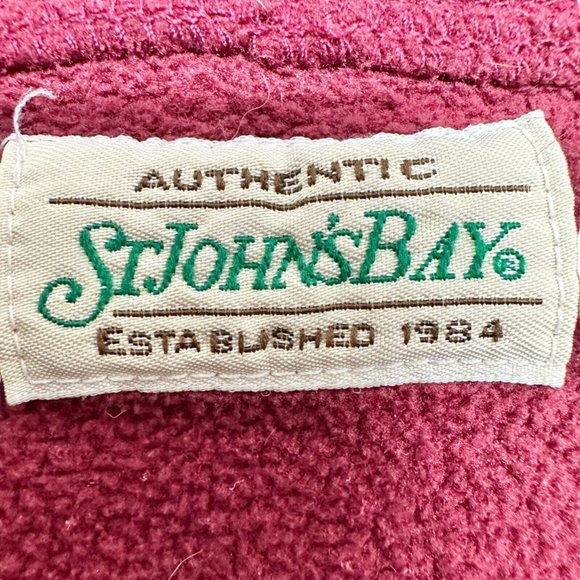 AUTHENTIC
ST.JOHN'S BAY®
ESTABLISHED 1984